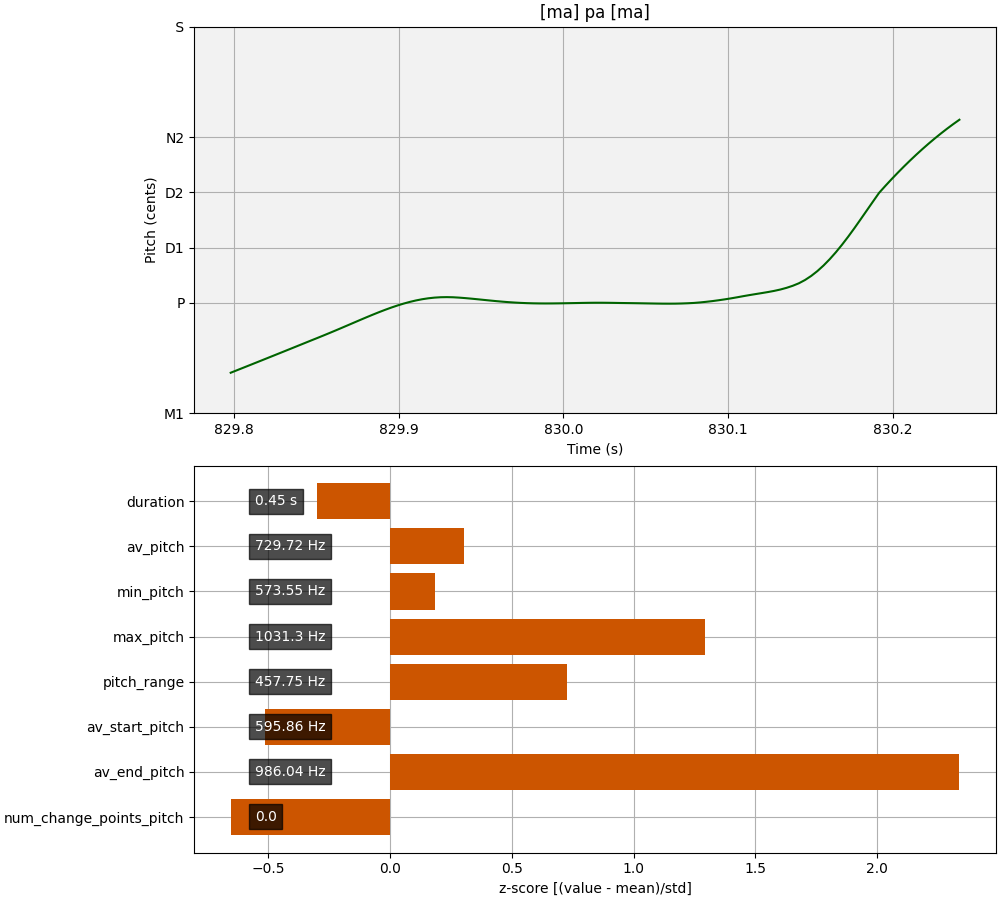 [ma] pa [ma]
S
N2
D2
D1
P
M1
Pitch (cents)
829.8 829.9 830.0 830.1 830.2
Time (s)
duration 0.45 s
av_pitch 729.72 Hz
min_pitch 573.55 Hz
max_pitch 1031.3 Hz
pitch_range 457.75 Hz
av_start_pitch 595.86 Hz
av_end_pitch 986.04 Hz
num_change_points_pitch 0.0
−0.5 0.0 0.5 1.0 1.5 2.0
z-score [(value - mean)/std]